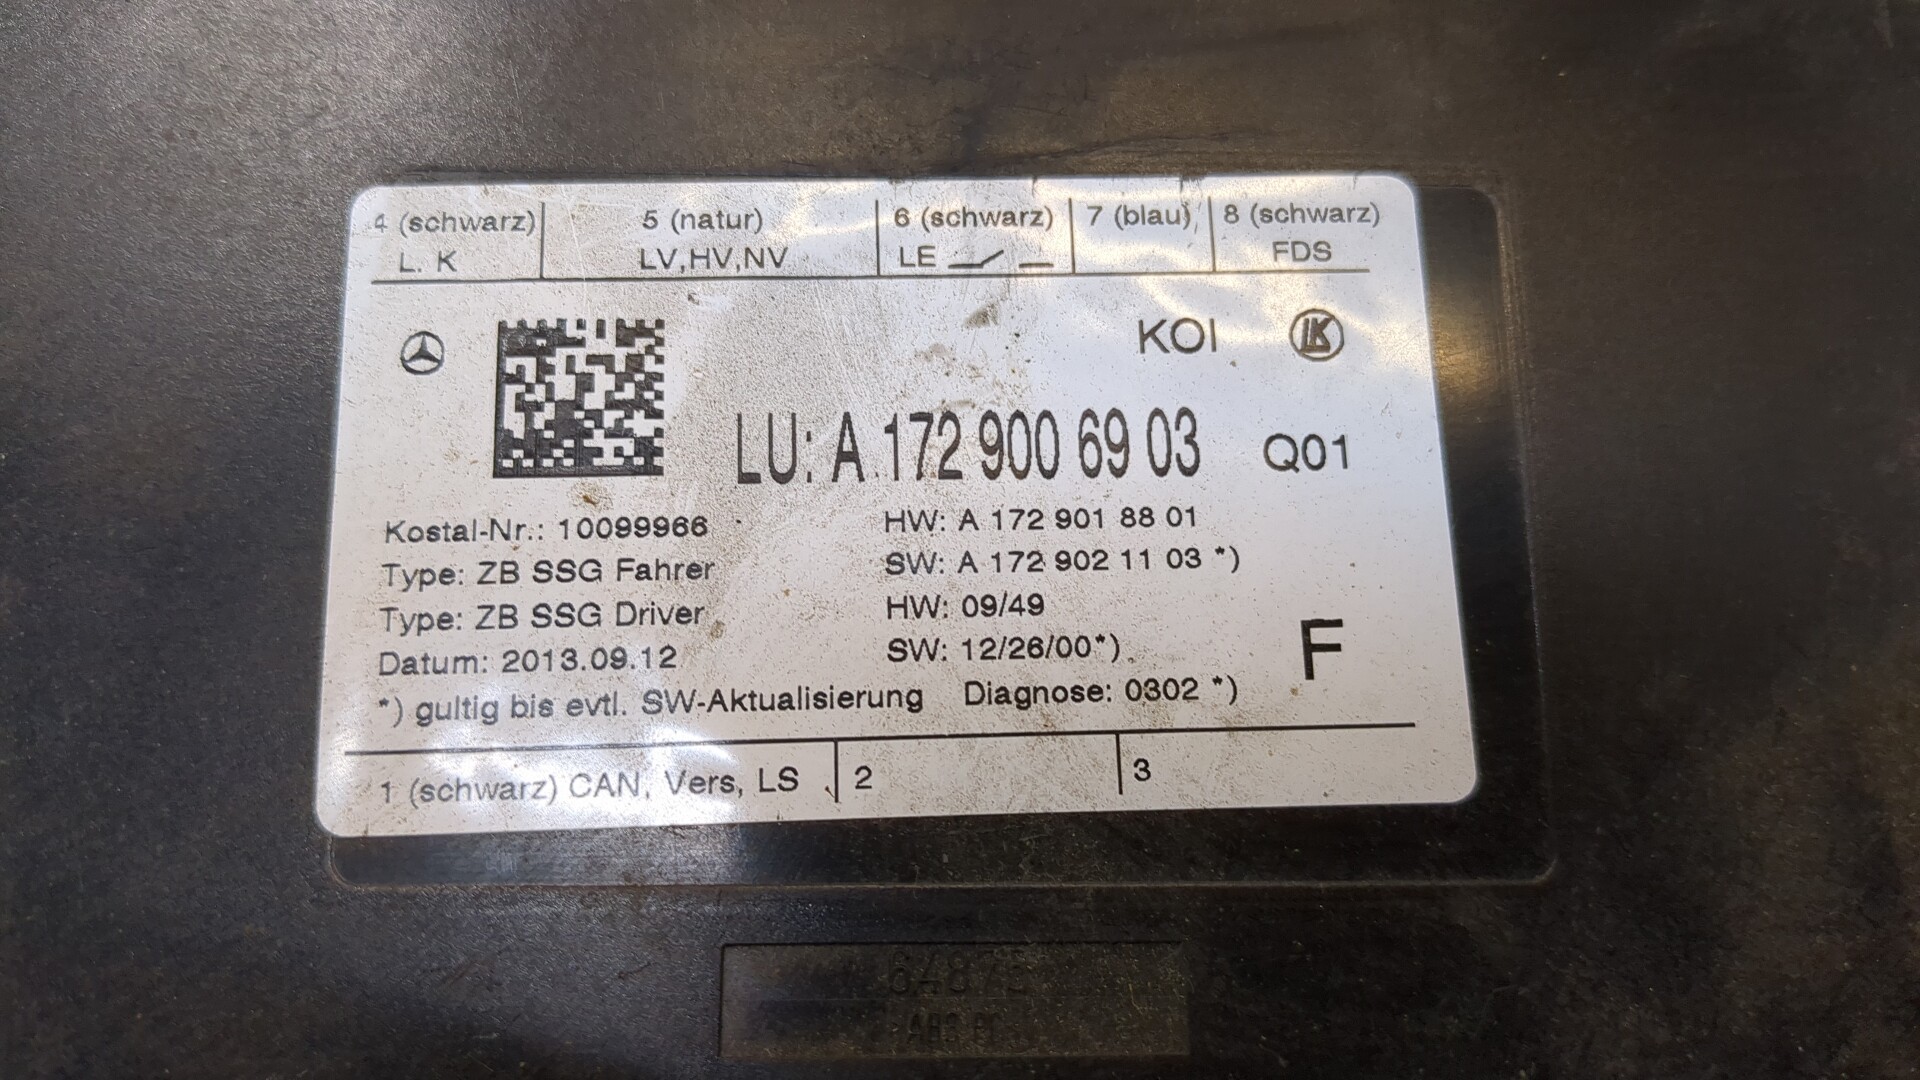 4 (schwarz) 5 (natur) 6 (schwarz) 7 (blau) 8 (schwarz)
L. K LV,HV,NV LE FDS
KOI LK
LU: A 172 900 69 03 Q01
Kostal-Nr.: 10099966 HW: A 172 901 88 01
Type: ZB SSG Fahrer SW: A 172 902 11 03 *)
Type: ZB SSG Driver HW: 09/49
Datum: 2013.09.12 SW: 12/26/00*) F
*) gultig bis evtl. SW-Aktualisierung Diagnose: 0302 *)
1 (schwarz) CAN, Vers, LS 2 3